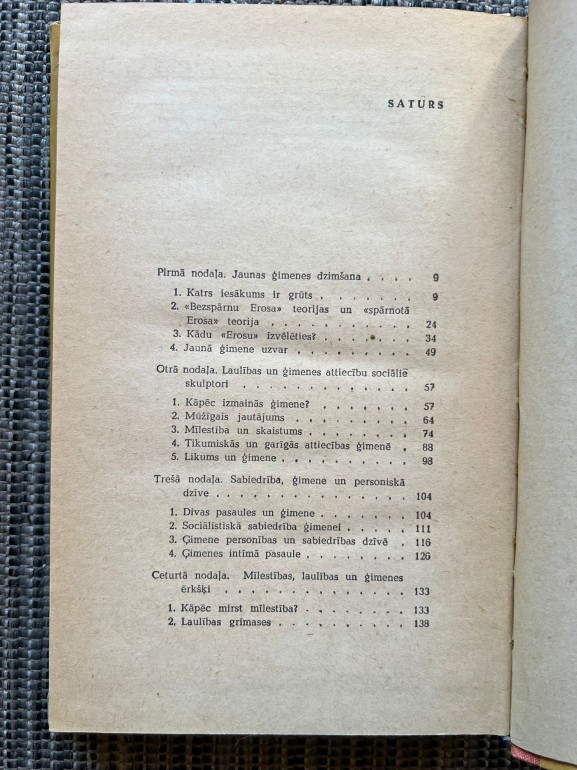 SATURS
Pirmā nodaļa. Jaunas ģimenes dzimšana . . . . 9
1. Katrs iesākums ir grūts . . . . . . . 9
2. «Bezspārnu Erosa» teorijas un «spārnotā
Erosa» teorija . . . . . . . . . . . 24
3. Kādu «Erosu» izvēlēties? . . . . . . . 34
4. Jaunā ģimene uzvar . . . . . . . . 49
Otrā nodaļa. Laulības un ģimenes attiecību sociālie
skulptori . . . . . . . . . . . . . 57
1. Kāpēc izmainās ģimene? . . . . . . . 57
2. Mūžīgais jautājums . . . . . . . . . 64
3. Mīlestība un skaistums . . . . . . . . 74
4. Tikumiskās un garīgās attiecības ģimenē . 88
5. Likums un ģimene . . . . . . . . . 98
Trešā nodaļa. Sabiedrība, ģimene un personiskā
dzīve . . . . . . . . . . . . . . 104
1. Divas pasaules un ģimene . . . . . . 104
2. Sociālistiskā sabiedrība ģimenei . . . . 111
3. Ģimene personības un sabiedrības dzīvē . 116
4. Ģimenes intīmā pasaule . . . . . . . 126
Ceturtā nodaļa. Mīlestības, laulības un ģimenes
ērkšķi . . . . . . . . . . . . . 133
1. Kāpēc mirst mīlestība? . . . . . . . 133
2. Laulības grimases . . . . . . . . . 138